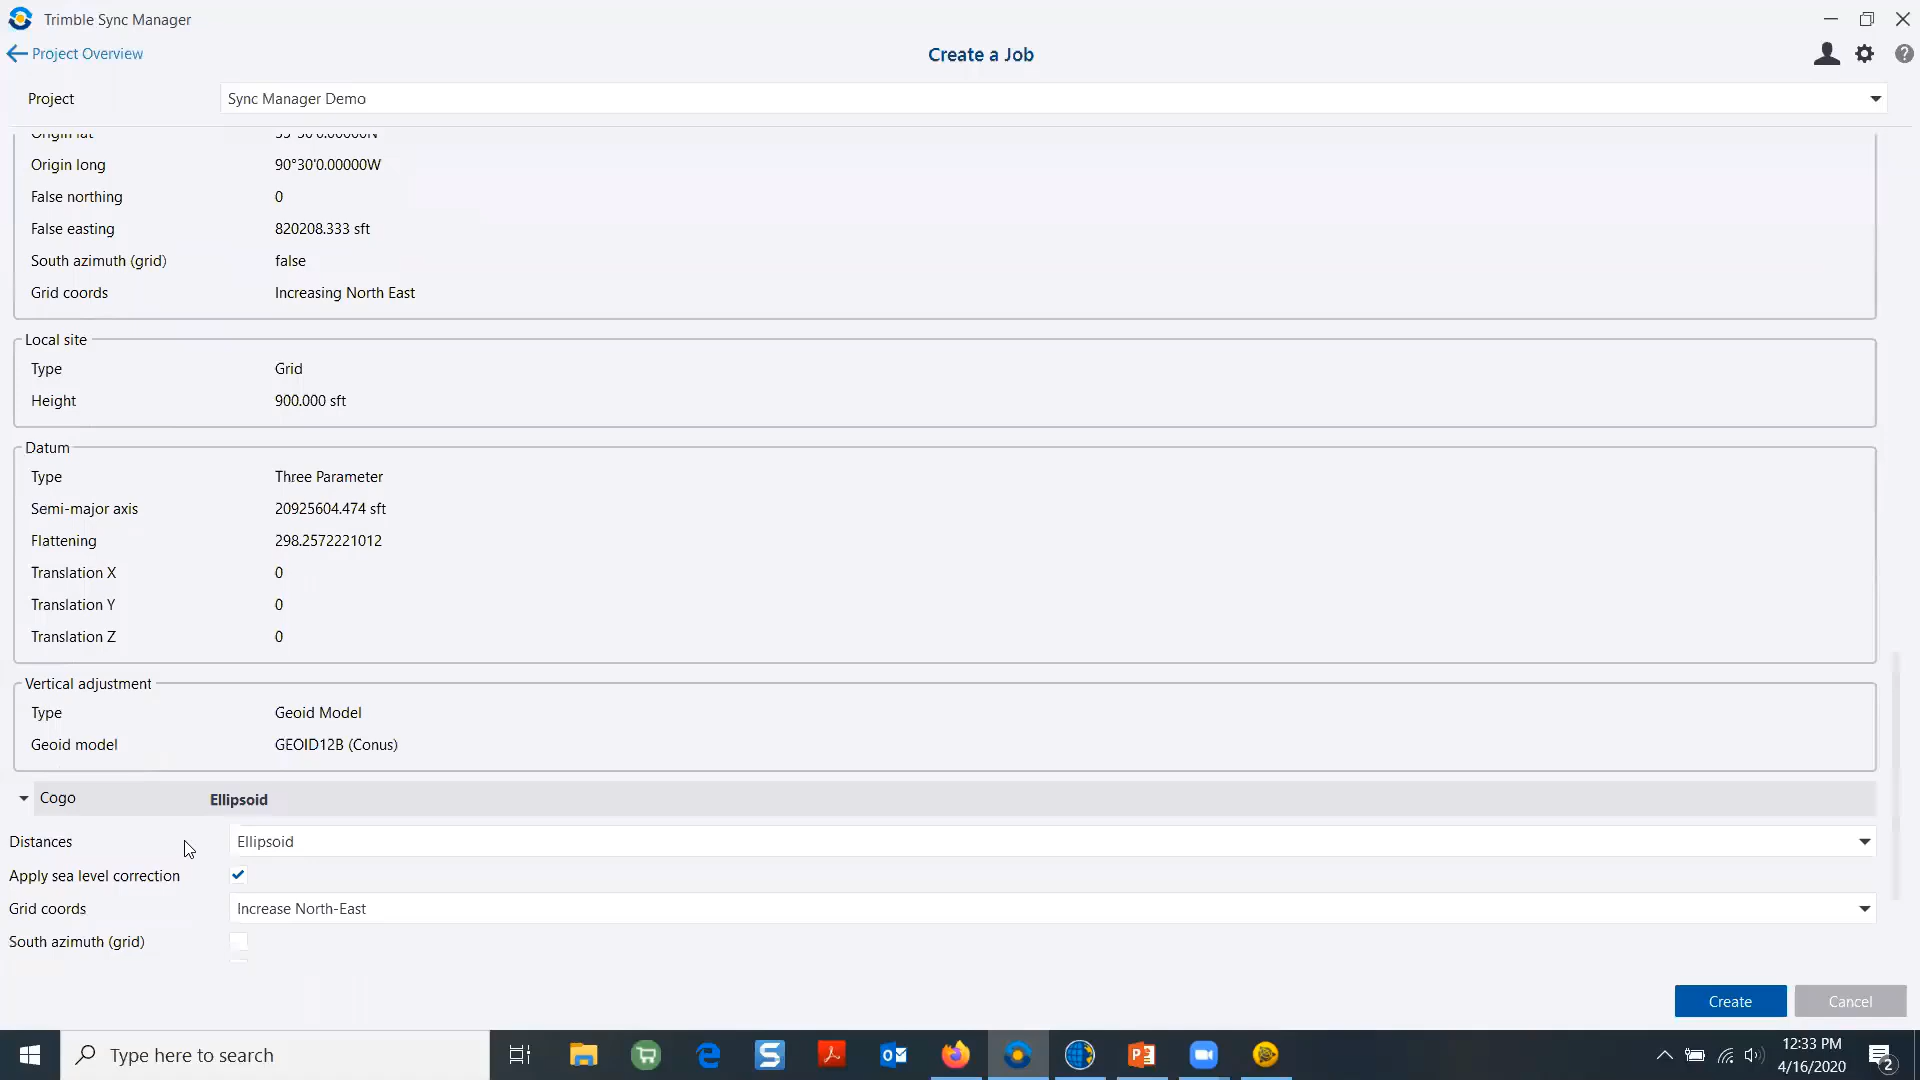 Trimble Sync Manager
Project Overview
Create a Job
Project Sync Manager Demo
Origin lat
Origin long 90°30'0.00000W
False northing 0
False easting 820208.333 sft
South azimuth (grid) false
Grid coords Increasing North East
Local site
Type Grid
Height 900.000 sft
Datum
Type Three Parameter
Semi-major axis 20925604.474 sft
Flattening 298.2572221012
Translation X 0
Translation Y 0
Translation Z 0
Vertical adjustment
Type Geoid Model
Geoid model GEOID12B (Conus)
Cogo Ellipsoid
Distances Ellipsoid
Apply sea level correction
Grid coords Increase North-East
South azimuth (grid)
Create Cancel
Type here to search
12:33 PM
4/16/2020
2